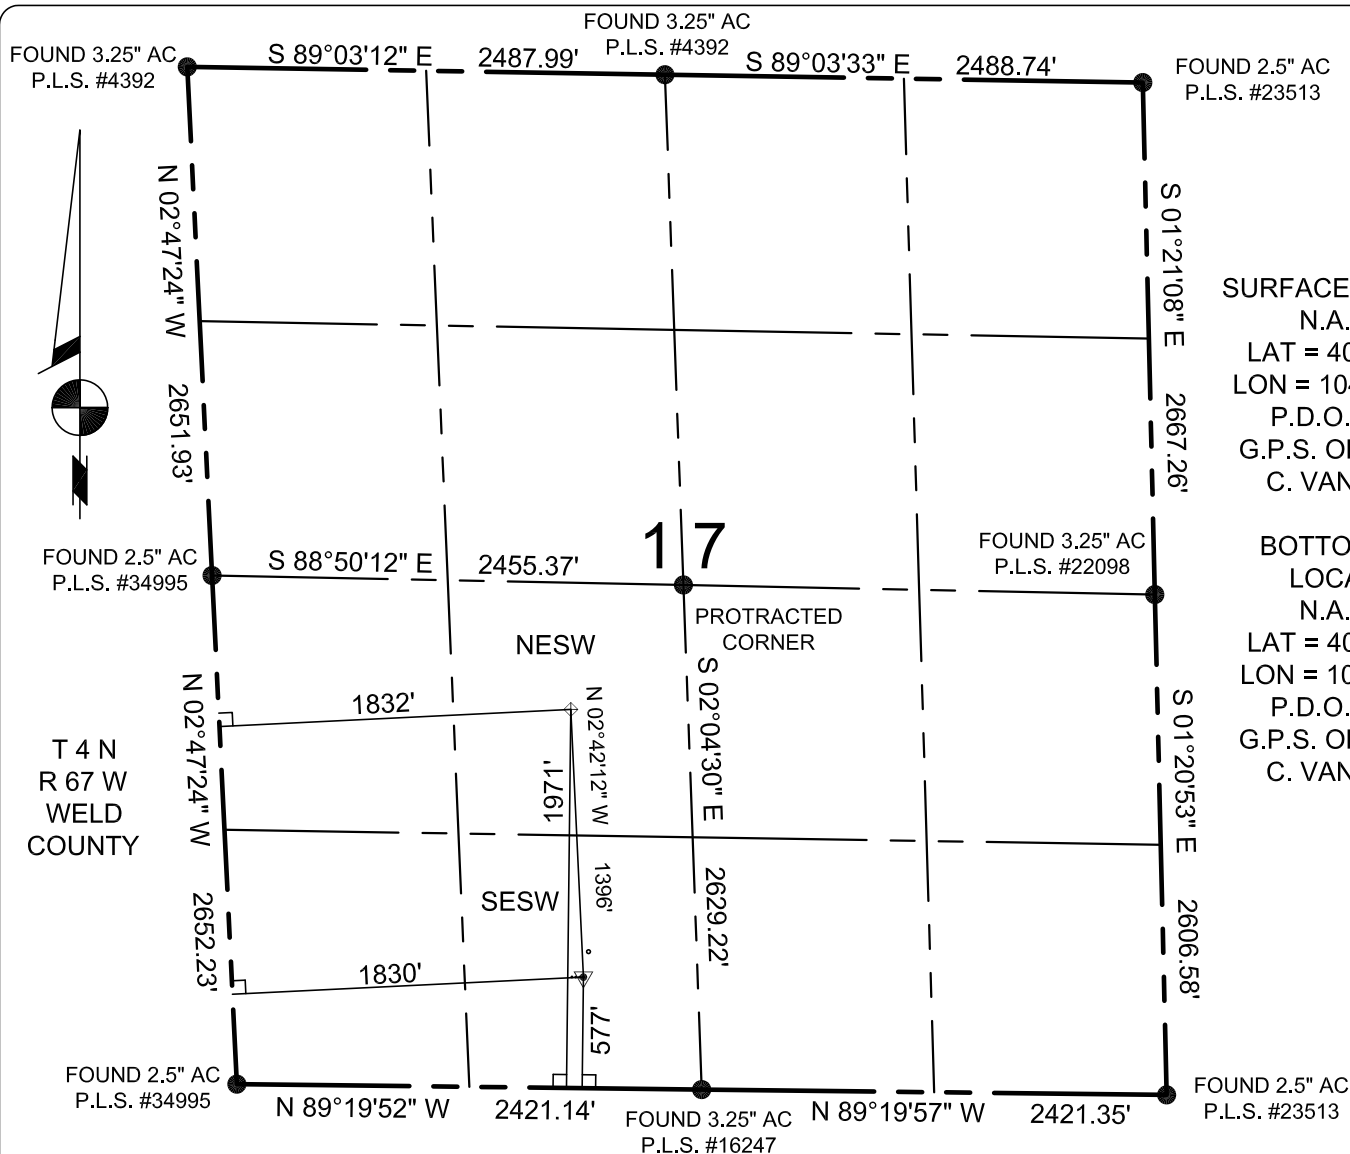 FOUND 3.25" AC
P.L.S. #4392
S 89°03'12" E
2487.99'
FOUND 3.25" AC
P.L.S. #4392
S 89°03'33" E
2488.74'
FOUND 2.5" AC
P.L.S. #23513
N 02°47'24" W
2651.93'
S 01°21'08" E
2667.26'
SURFACE
N.A.
LAT = 40
LON = 104
P.D.O.
G.P.S. O
C. VAN
FOUND 2.5" AC
P.L.S. #34995
S 88°50'12" E
2455.37'
17
FOUND 3.25" AC
P.L.S. #22098
PROTRACTED
CORNER
BOTTO
LOCA
N.A.
LAT = 40
LON = 10
P.D.O.
G.P.S. O
C. VAN
NESW
N 02°47'24" W
2652.23'
1832'
N 02°42'12" W
1396'
1971'
S 02°04'30" E
2629.22'
S 01°20'53" E
2606.58'
T 4 N
R 67 W
WELD
COUNTY
SESW
1830'
577'
FOUND 2.5" AC
P.L.S. #34995
N 89°19'52" W
2421.14'
FOUND 3.25" AC
P.L.S. #16247
N 89°19'57" W
2421.35'
FOUND 2.5" AC
P.L.S. #23513